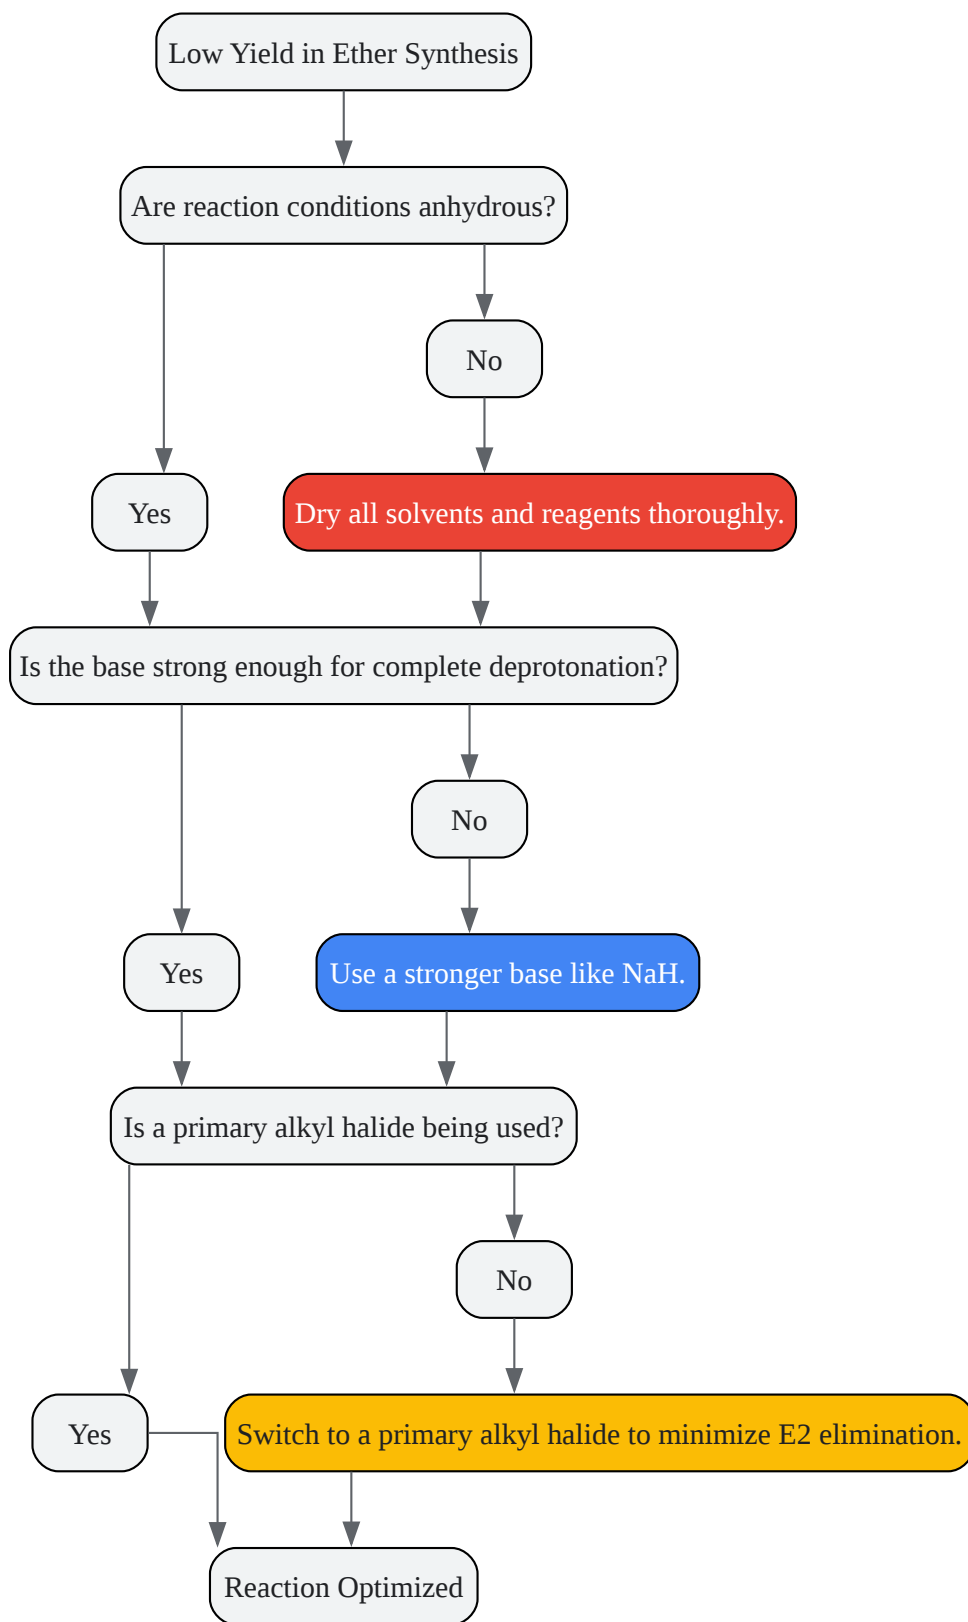 Low Yield in Ether Synthesis
Are reaction conditions anhydrous?
No
Yes
Dry all solvents and reagents thoroughly.
Is the base strong enough for complete deprotonation?
No
Yes
Use a stronger base like NaH.
Is a primary alkyl halide being used?
No
Yes
Switch to a primary alkyl halide to minimize E2 elimination.
Reaction Optimized